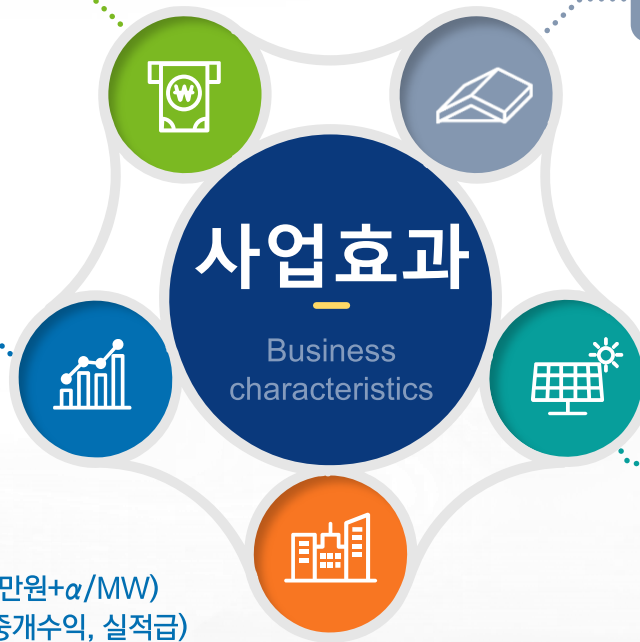 사업효과
Business
characteristics
만원+α/MW)
중개수익, 실적급)